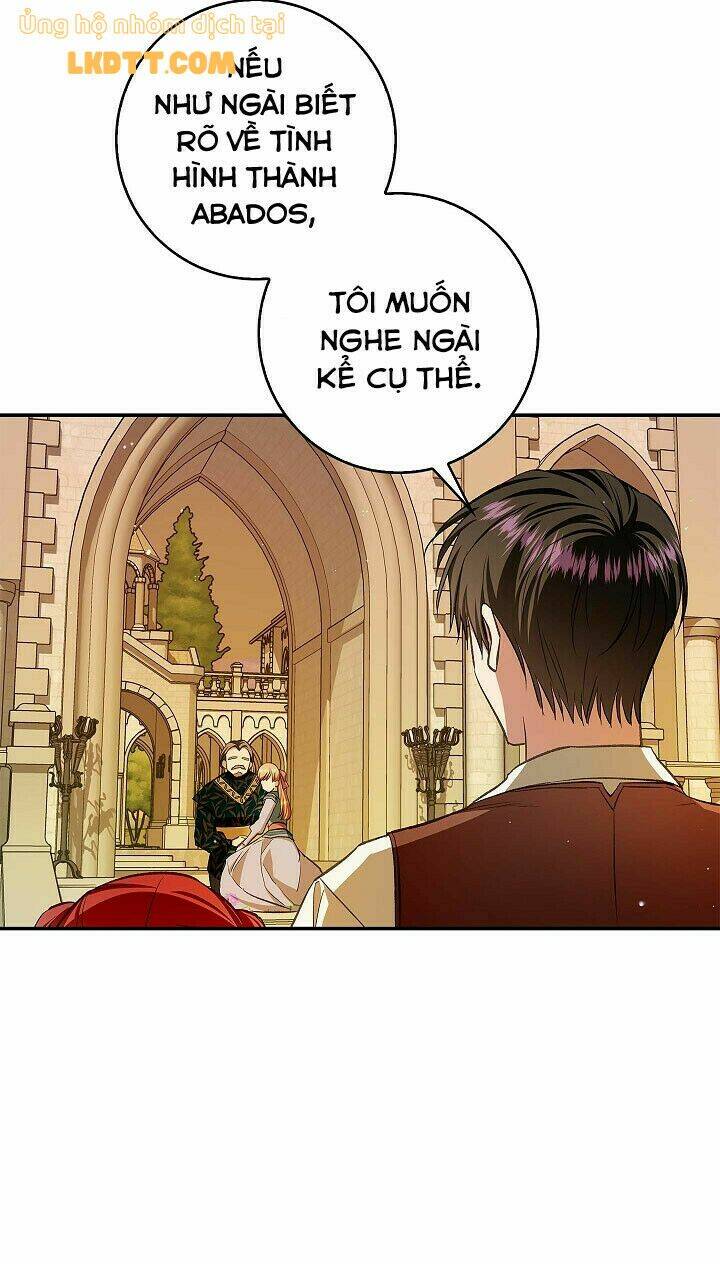 Ủng hộ nhóm dịch tại
LKDTT.COM
NẾU
NHƯ NGÀI BIẾT
RÕ VỀ TÌNH
HÌNH THÀNH
ABADOS,
TÔI MUỐN
NGHE NGÀI
KỂ CỤ THỂ.